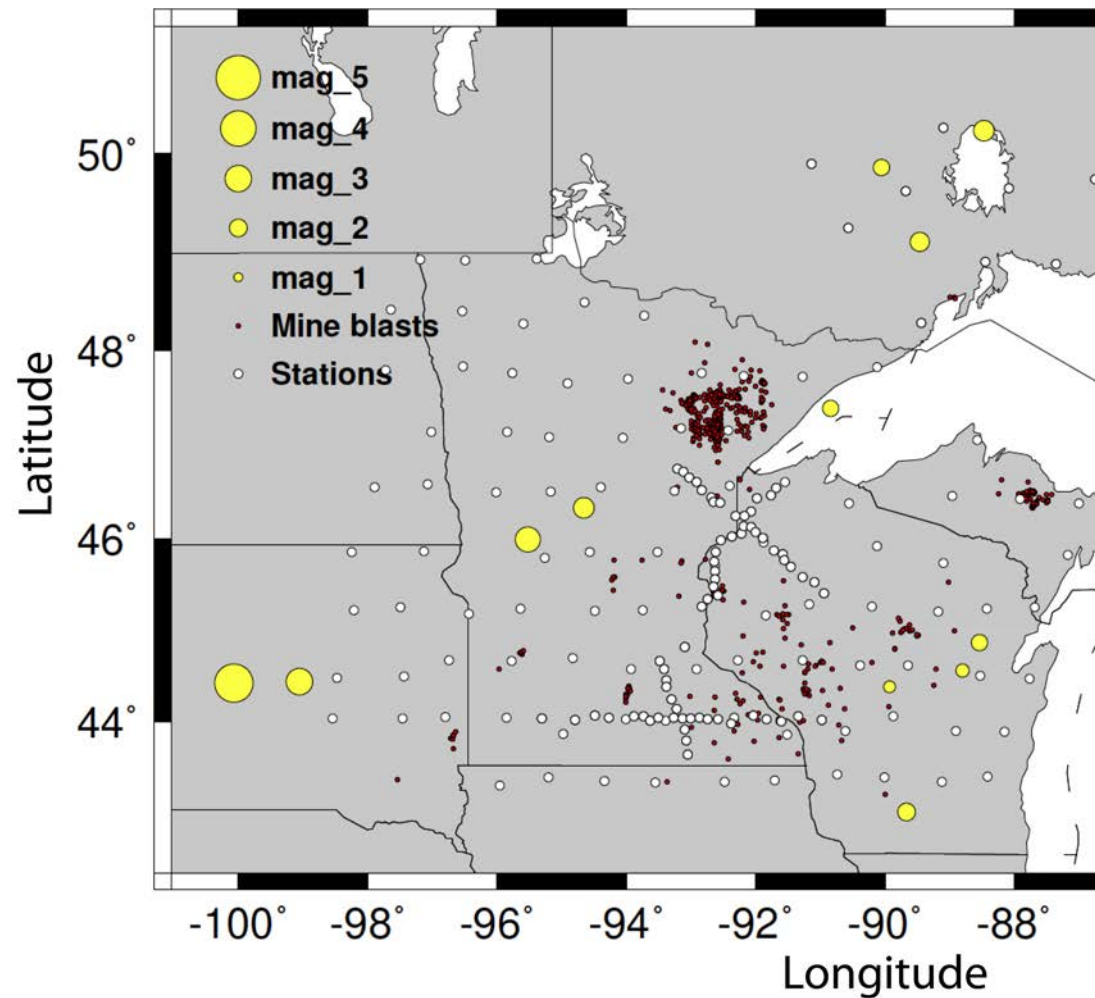 mag_5
mag_4
mag_3
mag_2
mag_1
Mine blasts
Stations
Latitude
50°
48°
46°
44°
-100° -98° -96° -94° -92° -90° -88°
Longitude